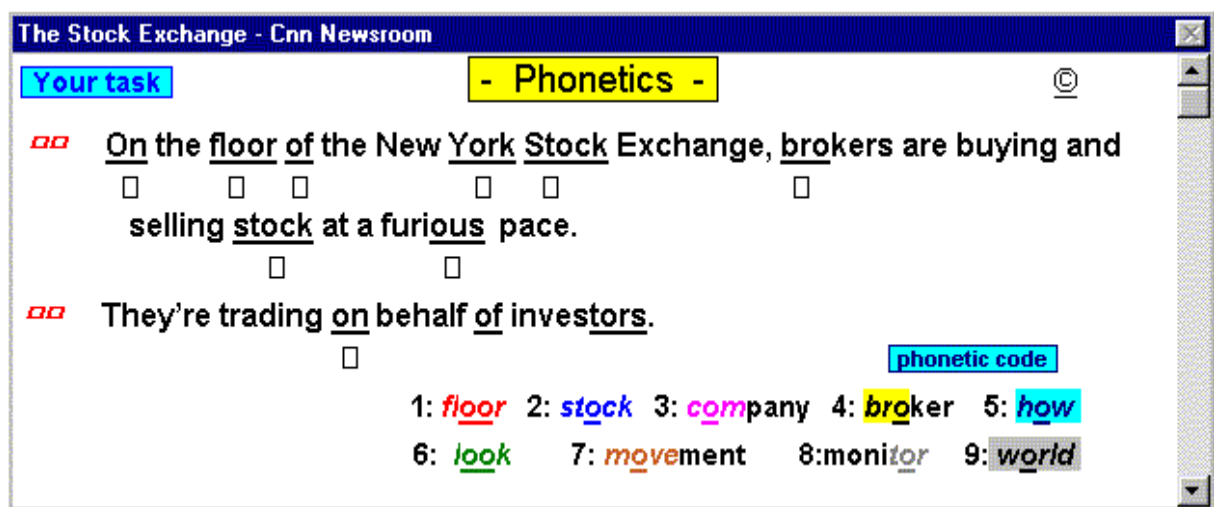 The Stock Exchange - Cnn Newsroom
Your task - Phonetics - ©
On the floor of the New York Stock Exchange, brokers are buying and
selling stock at a furious pace.
They’re trading on behalf of investors.
phonetic code
1: floor 2: stock 3: company 4: broker 5: how
6: look 7: movement 8:monitor 9: world